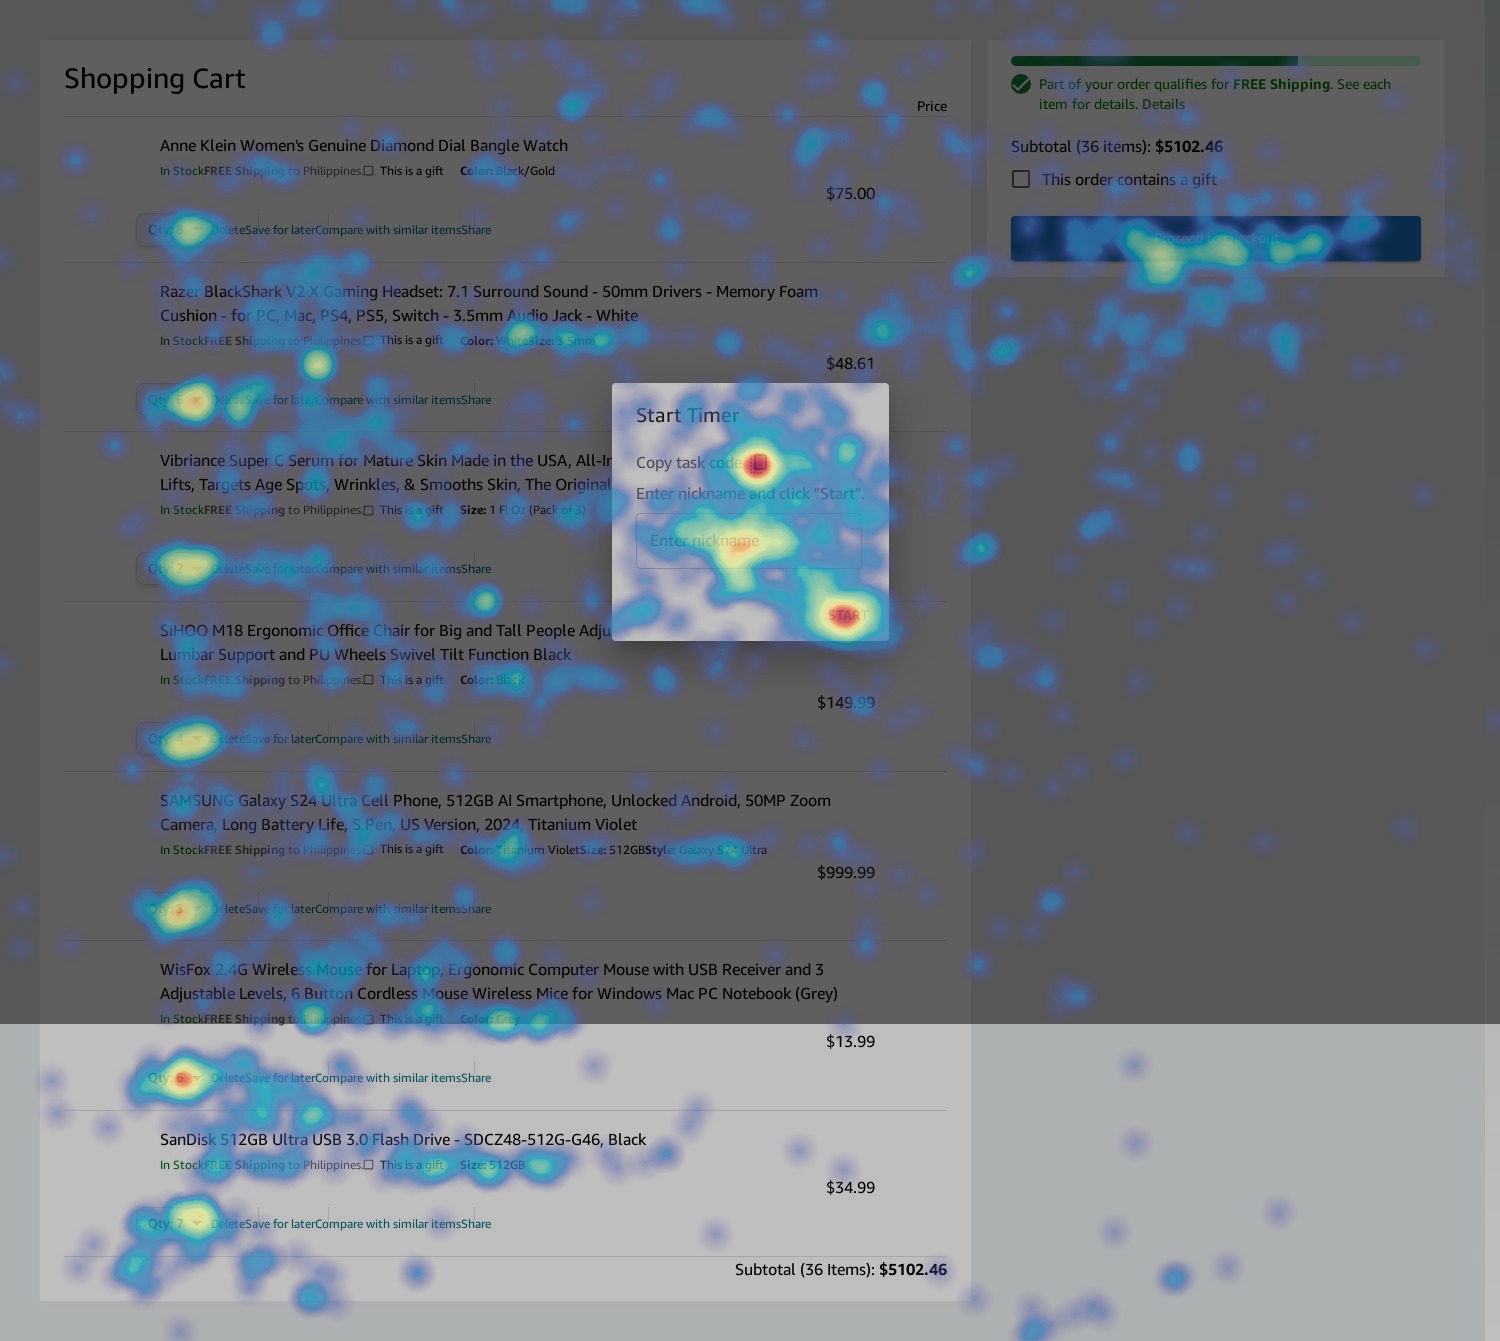 Shopping Cart
Price
Anne Klein Women's Genuine Diamond Dial Bangle Watch
In StockFREE Shipping to Philippines. This is a gift Color: Black/Gold
$75.00
Qty: 8 DeleteSave for laterCompare with similar itemsShare
Razer BlackShark V2 X Gaming Headset: 7.1 Surround Sound - 50mm Drivers - Memory Foam
Cushion - for PC, Mac, PS4, PS5, Switch - 3.5mm Audio Jack - White
In StockFREE Shipping to Philippines. This is a gift Color: WhiteSize: 3.5mm
$48.61
Qty: DeleteSave for laterCompare with similar itemsShare
Vibriance Super C Serum for Mature Skin Made in the USA, All-In
Lifts, Targets Age Spots, Wrinkles, & Smooths Skin, The Original
In StockFREE Shipping to Philippines. This is a gift Size: 1 Fl Oz (Pack of 3)
Qty: 2 DeleteSave for laterCompare with similar itemsShare
SIHOO M18 Ergonomic Office Chair for Big and Tall People Adju
Lumbar Support and PU Wheels Swivel Tilt Function Black
In StockFREE Shipping to Philippines. This is a gift Color: Black
$149.99
Qty: 4 DeleteSave for laterCompare with similar itemsShare
SAMSUNG Galaxy S24 Ultra Cell Phone, 512GB AI Smartphone, Unlocked Android, 50MP Zoom
Camera, Long Battery Life, S Pen, US Version, 2024, Titanium Violet
In StockFREE Shipping to Philippines. This is a gift Color: Titanium VioletSize: 512GBStyle: Galaxy S24 Ultra
$999.99
Qty: 3 DeleteSave for laterCompare with similar itemsShare
WisFox 2.4G Wireless Mouse for Laptop, Ergonomic Computer Mouse with USB Receiver and 3
Adjustable Levels, 6 Button Cordless Mouse Wireless Mice for Windows Mac PC Notebook (Grey)
In StockFREE Shipping to Philippines. This is a gift Color: Grey
$13.99
Qty: 6 DeleteSave for laterCompare with similar itemsShare
SanDisk 512GB Ultra USB 3.0 Flash Drive - SDCZ48-512G-G46, Black
In StockFREE Shipping to Philippines. This is a gift Size: 512GB
$34.99
Qty: 7 DeleteSave for laterCompare with similar itemsShare
Subtotal (36 Items): $5102.46
Start Timer
Copy task code
Enter nickname and click "Start".
Enter nickname
START
Part of your order qualifies for FREE Shipping. See each
item for details. Details
Subtotal (36 items): $5102.46
This order contains a gift
Proceed to checkout